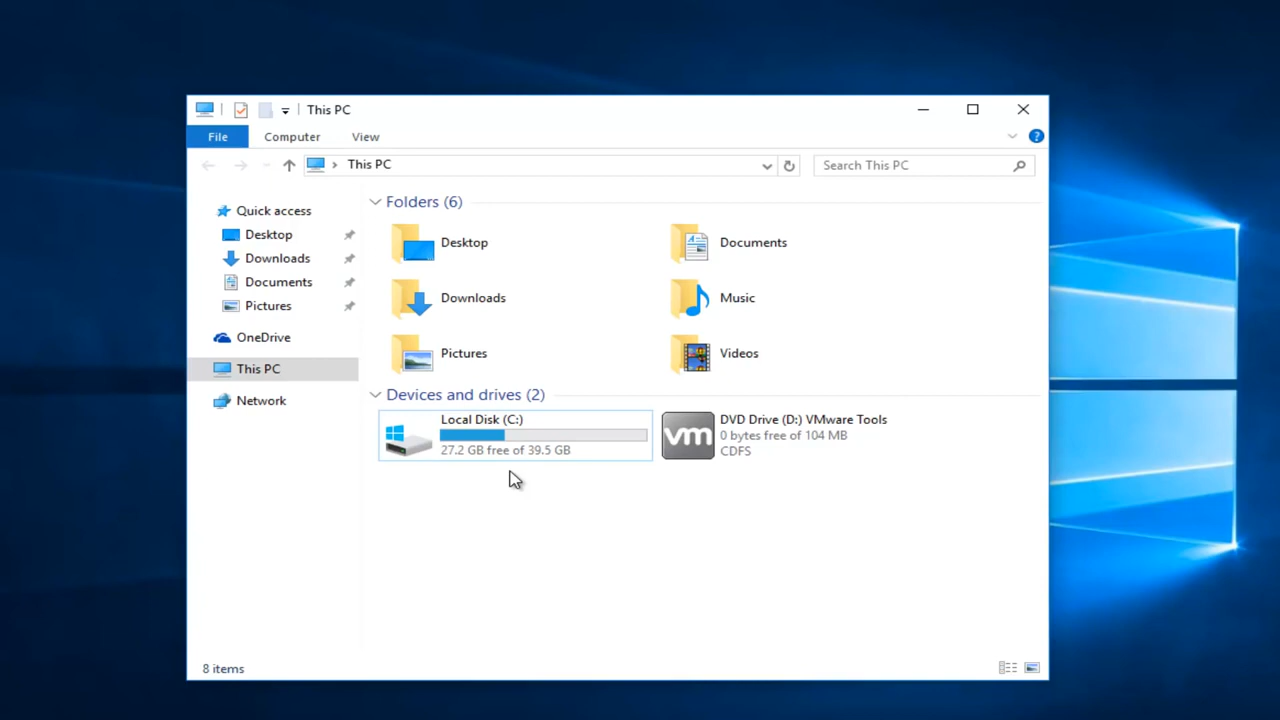 This PC
File Computer View
This PC
Search This PC
Quick access
Desktop
Downloads
Documents
Pictures
OneDrive
This PC
Network
Folders (6)
Desktop
Documents
Downloads
Music
Pictures
Videos
Devices and drives (2)
Local Disk (C:)
27.2 GB free of 39.5 GB
vm
DVD Drive (D:) VMware Tools
0 bytes free of 104 MB
CDFS
8 items